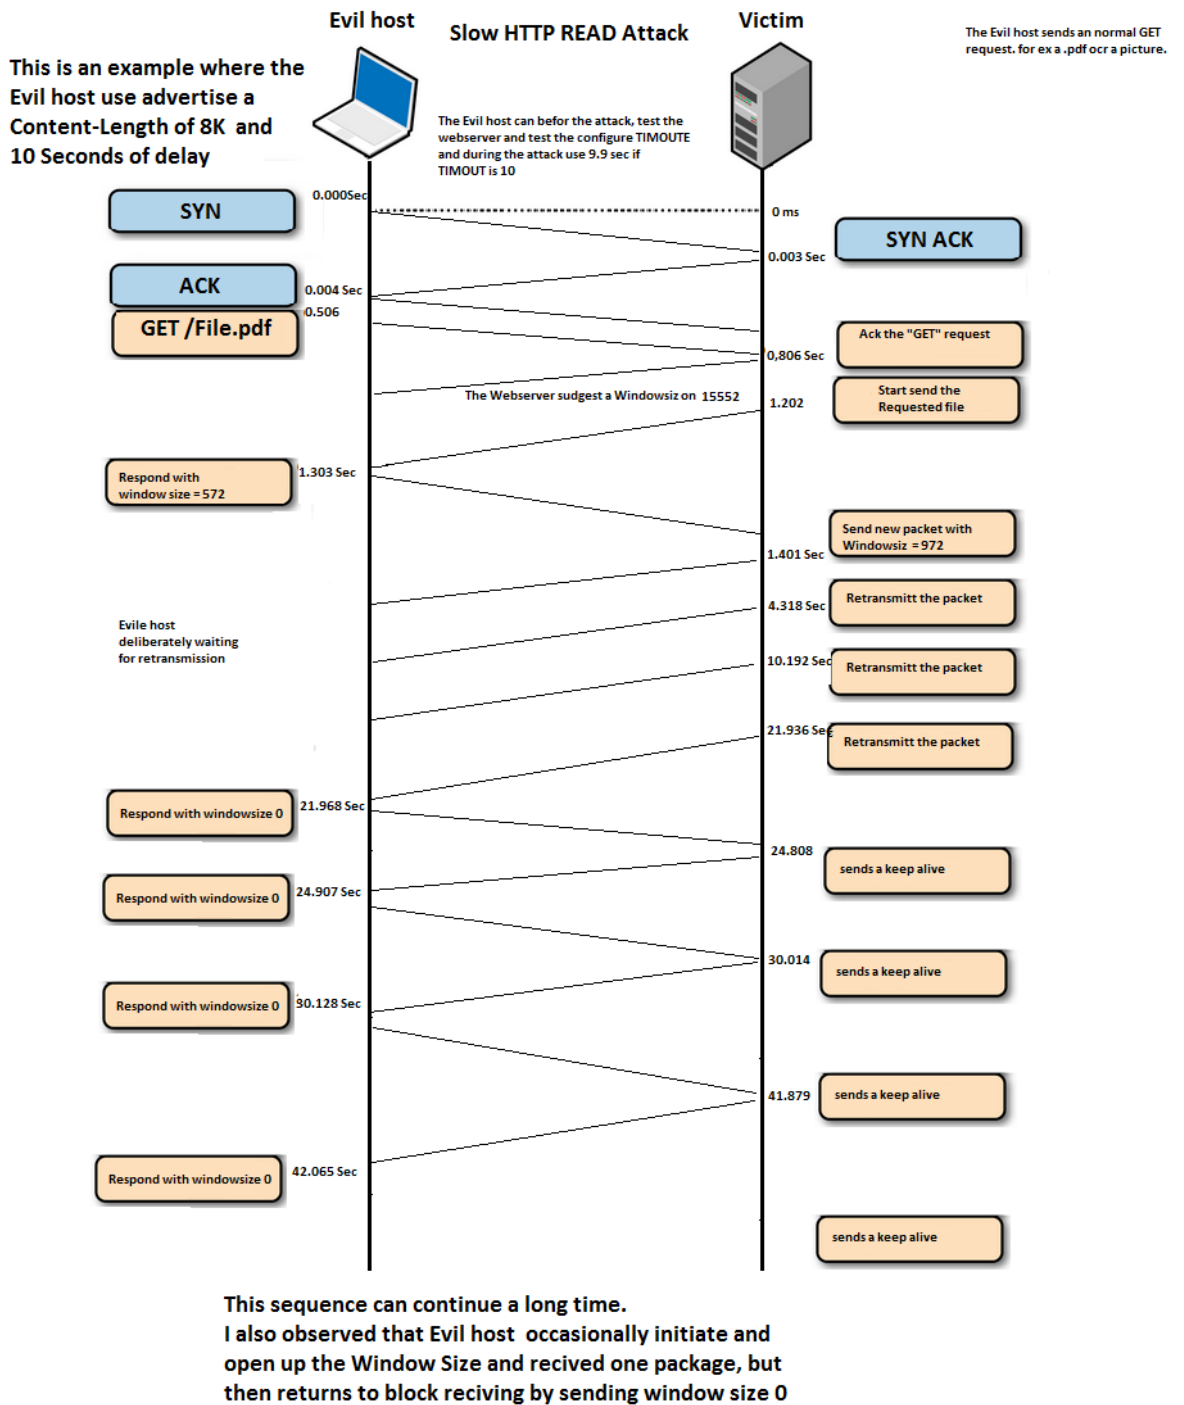 Evil host
Victim
Slow HTTP READ Attack
The Evil host sends an normal GET
request. for ex a .pdf ocr a picture.
This is an example where the
Evil host use advertise a
Content-Length of 8K and
10 Seconds of delay
The Evil host can befor the attack, test the
webserver and test the configure TIMOUTE
and during the attack use 9.9 sec if
TIMOUT is 10
0.000Sec
SYN
0 ms
SYN ACK
0.003 Sec
ACK
0.004 Sec
0.506
GET /File.pdf
Ack the "GET" request
0,806 Sec
The Webserver sudgest a Windowsiz on 15552
1.202
Start send the
Requested file
1.303 Sec
Respond with
window size = 572
Send new packet with
Windowsiz = 972
1.401 Sec
4.318 Sec
Retransmitt the packet
Evile host
deliberately waiting
for retransmission
10.192 Sec
Retransmitt the packet
21.936 Sec
Retransmitt the packet
21.968 Sec
Respond with windowsize 0
24.808
sends a keep alive
24.907 Sec
Respond with windowsize 0
30.014
sends a keep alive
30.128 Sec
Respond with windowsize 0
41.879
sends a keep alive
42.065 Sec
Respond with windowsize 0
sends a keep alive
This sequence can continue a long time.
I also observed that Evil host occasionally initiate and
open up the Window Size and recived one package, but
then returns to block reciving by sending window size 0